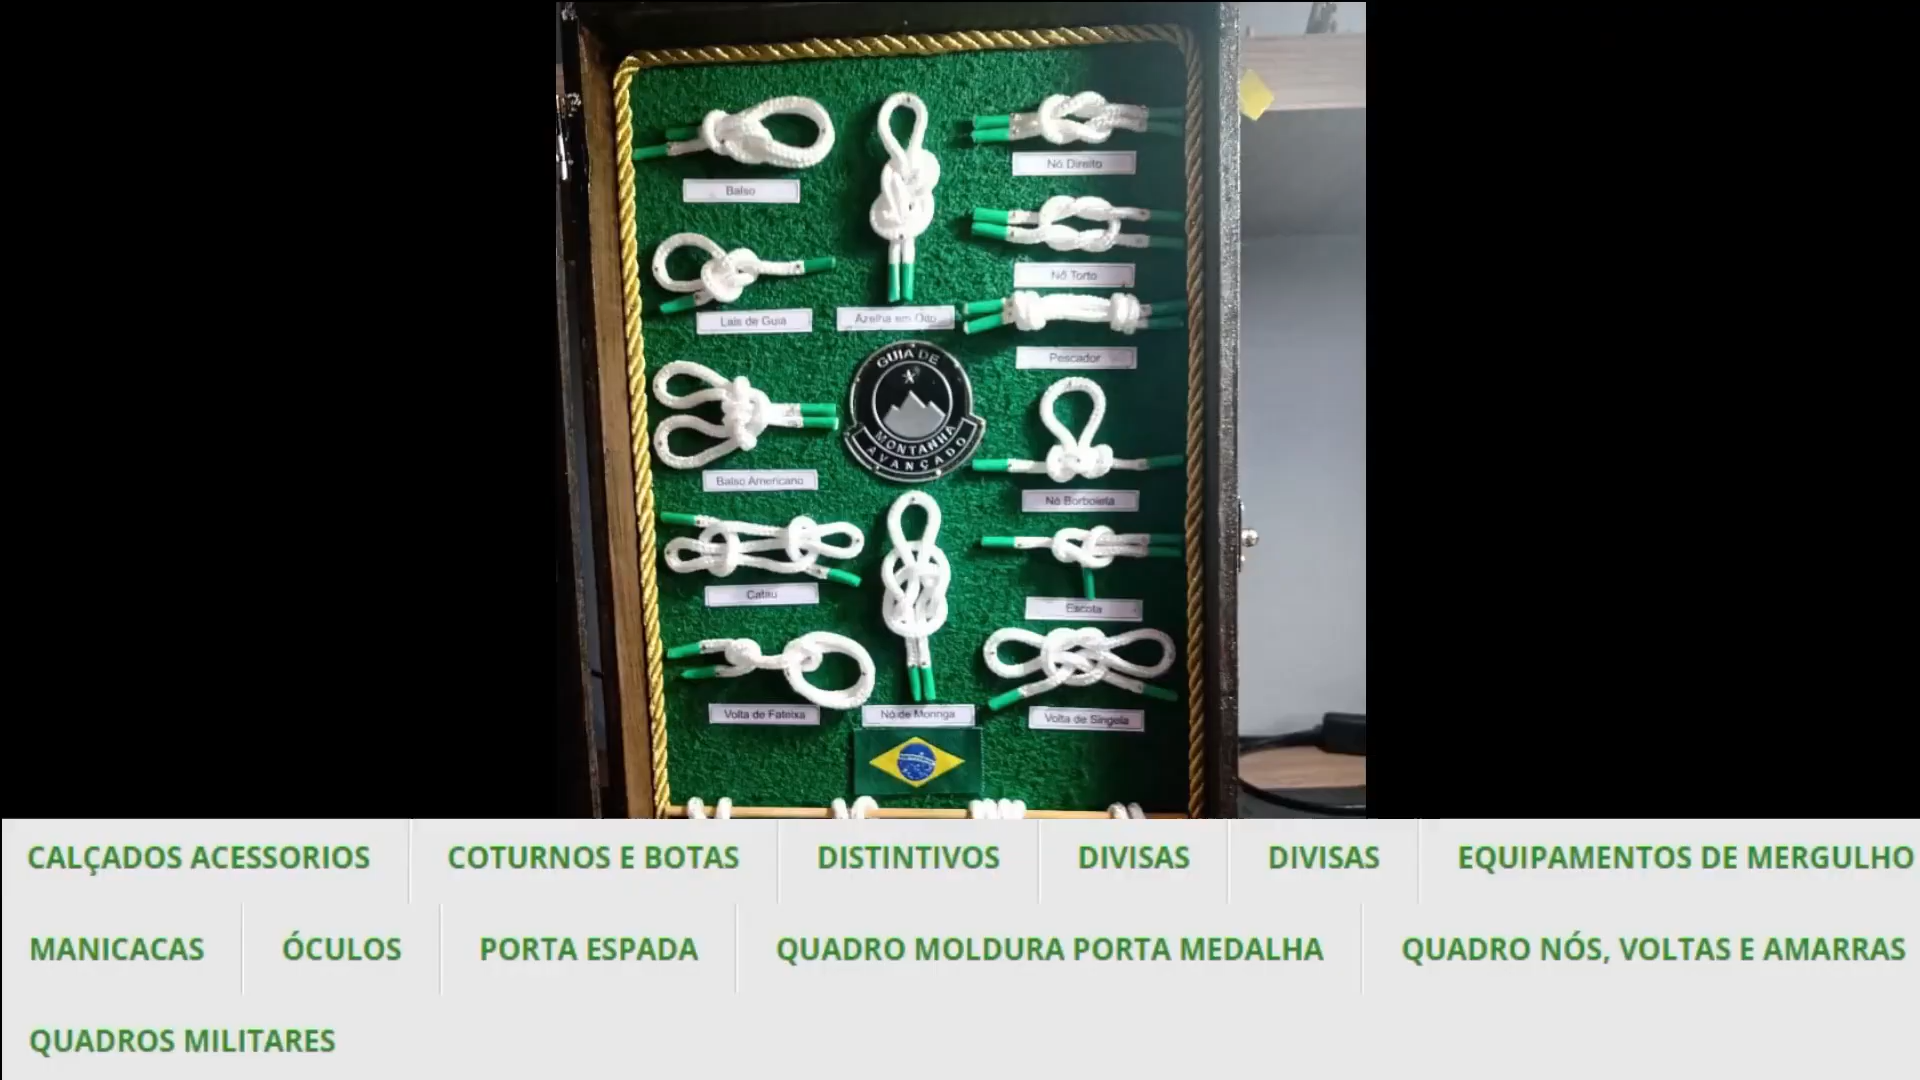 Balso
Nó Direito
Nó Torto
Lais de Guia
Azelha em Oito
Pescador
GUIA DE
MONTANHA
AVANÇADO
Balso Americano
Nó Borboleta
Catau
Escota
Volta de Fateixa
Nó de Moringa
Volta de Singela
CALÇADOS ACESSORIOS
COTURNOS E BOTAS
DISTINTIVOS
DIVISAS
DIVISAS
EQUIPAMENTOS DE MERGULHO
MANICACAS
ÓCULOS
PORTA ESPADA
QUADRO MOLDURA PORTA MEDALHA
QUADRO NÓS, VOLTAS E AMARRAS
QUADROS MILITARES